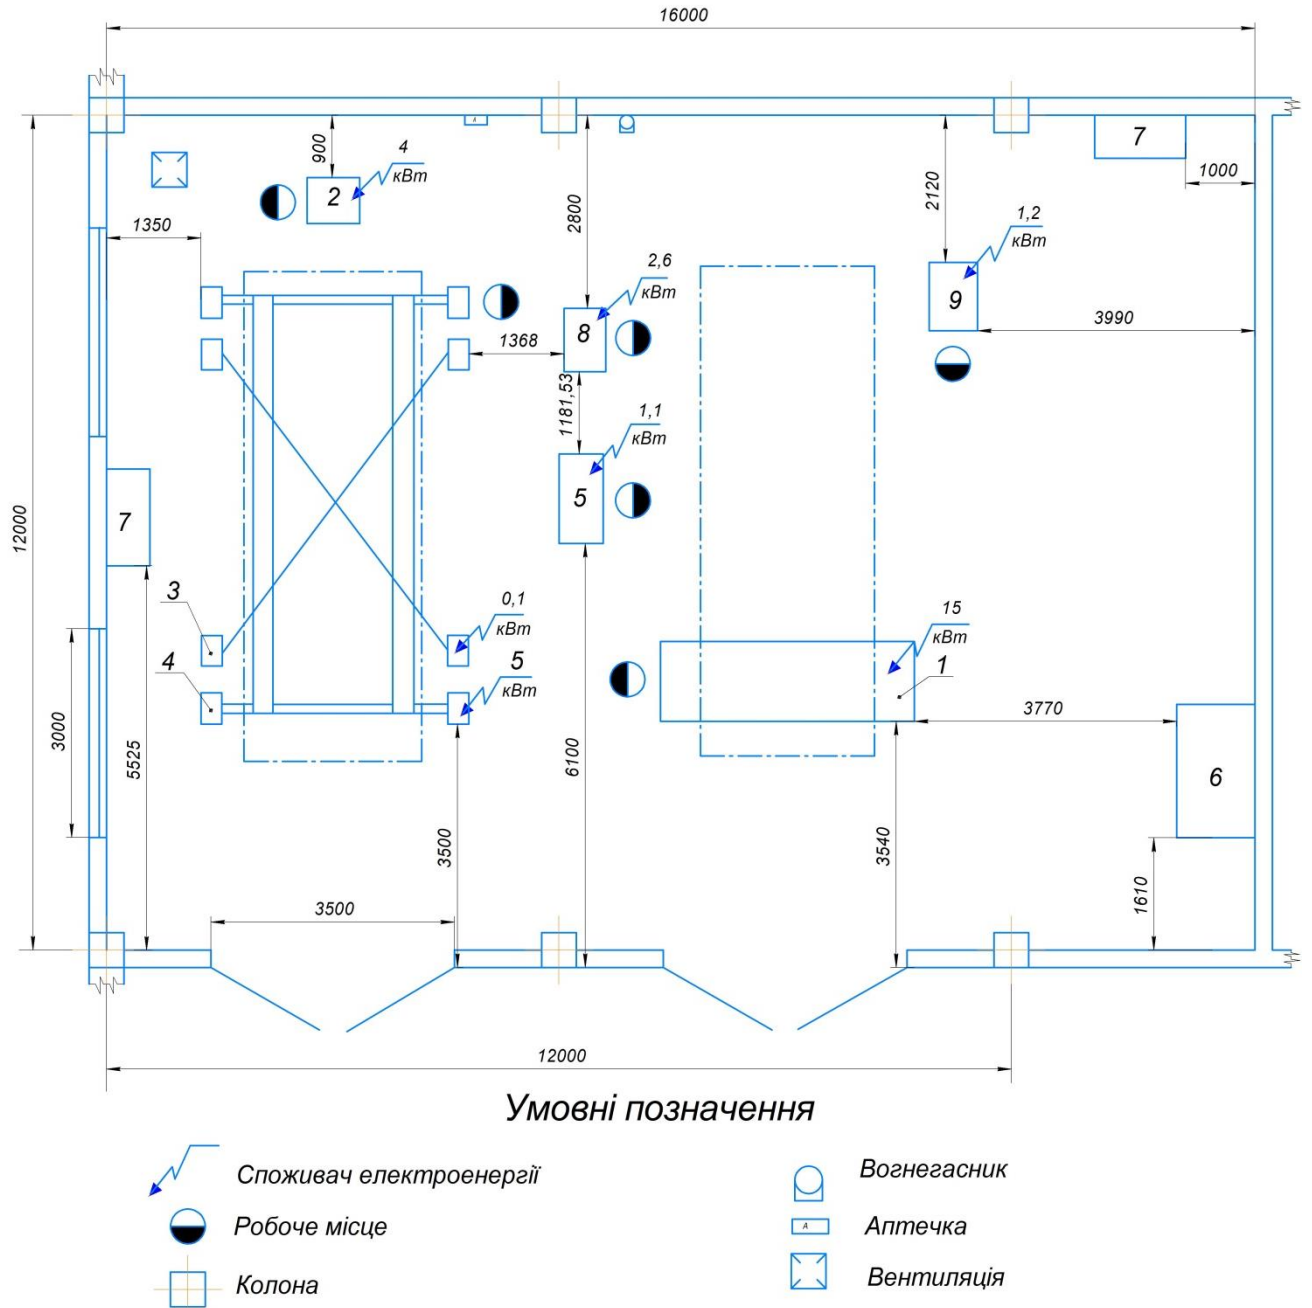 16000
12000
900
4
кВт
2
А
7
1000
1350
2800
2120
1,2
кВт
2,6
кВт
9
3990
8
1368
1181,53
1,1
кВт
5
7
3
4
0,1
кВт
5
кВт
15
кВт
1
3770
6
3000
5525
3500
6100
3540
1610
3500
12000
Умовні позначення
Споживач електроенергії
Робоче місце
Колона
Вогнегасник
А
Аптечка
Вентиляція